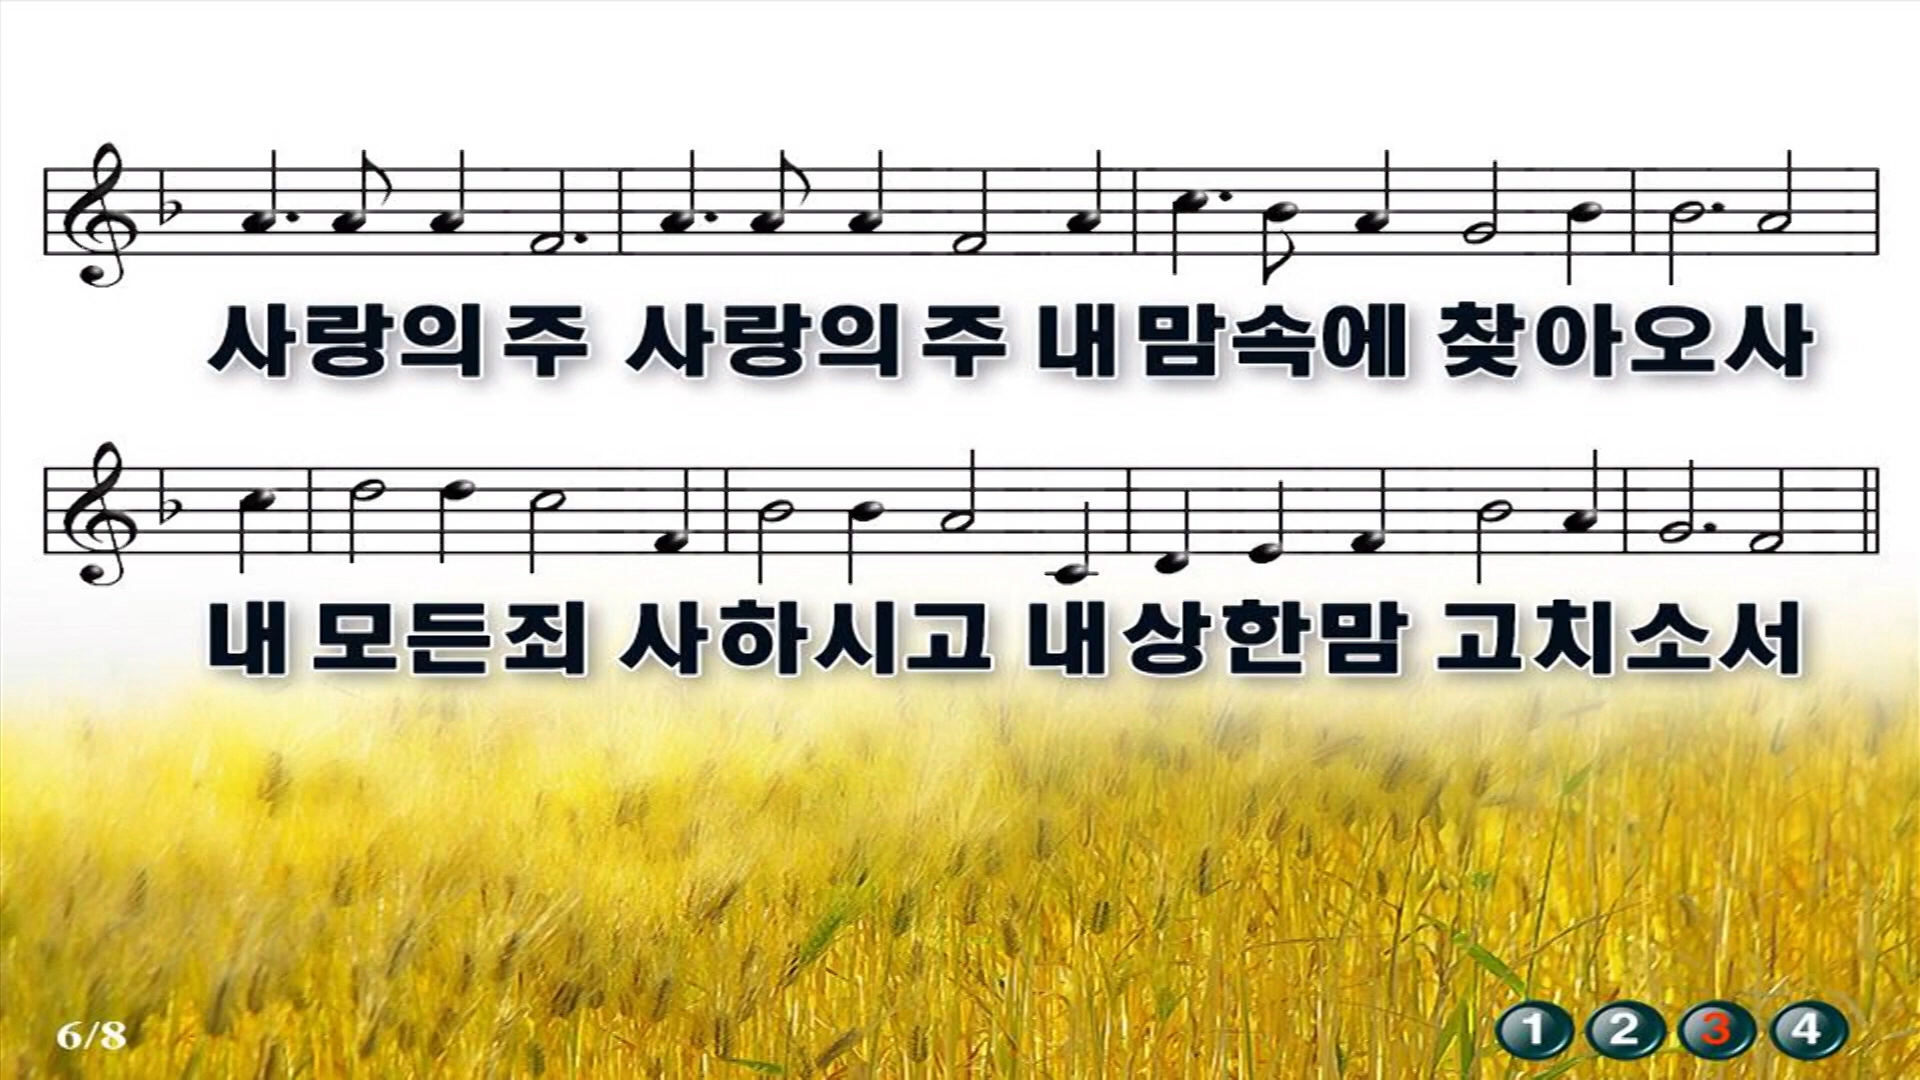 사랑의 주 사랑의 주 내 맘속에 찾아오사
내 모든 죄 사하시고 내 상한 맘 고치소서
6/8 1 2 3 4